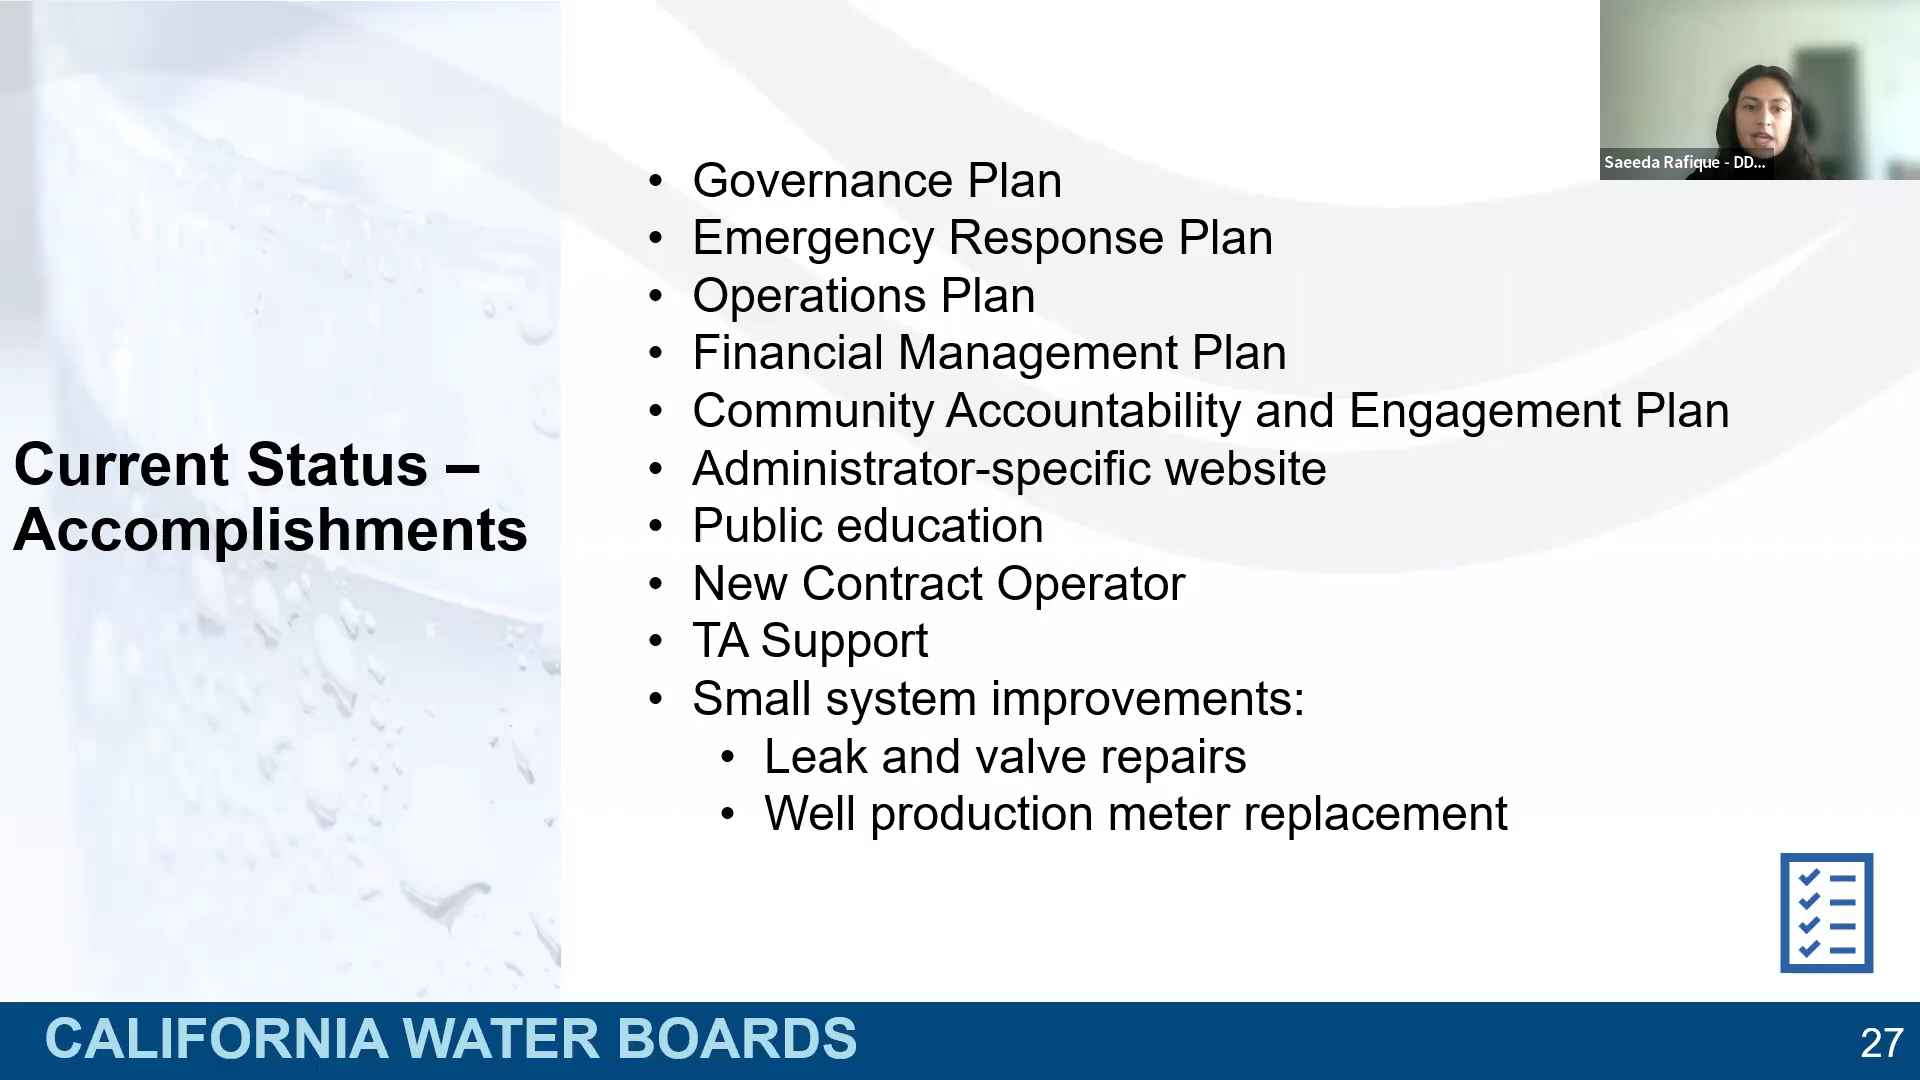 Saeeda Rafique - DD...
Current Status –
Accomplishments
• Governance Plan
• Emergency Response Plan
• Operations Plan
• Financial Management Plan
• Community Accountability and Engagement Plan
• Administrator-specific website
• Public education
• New Contract Operator
• TA Support
• Small system improvements:
• Leak and valve repairs
• Well production meter replacement
CALIFORNIA WATER BOARDS
27